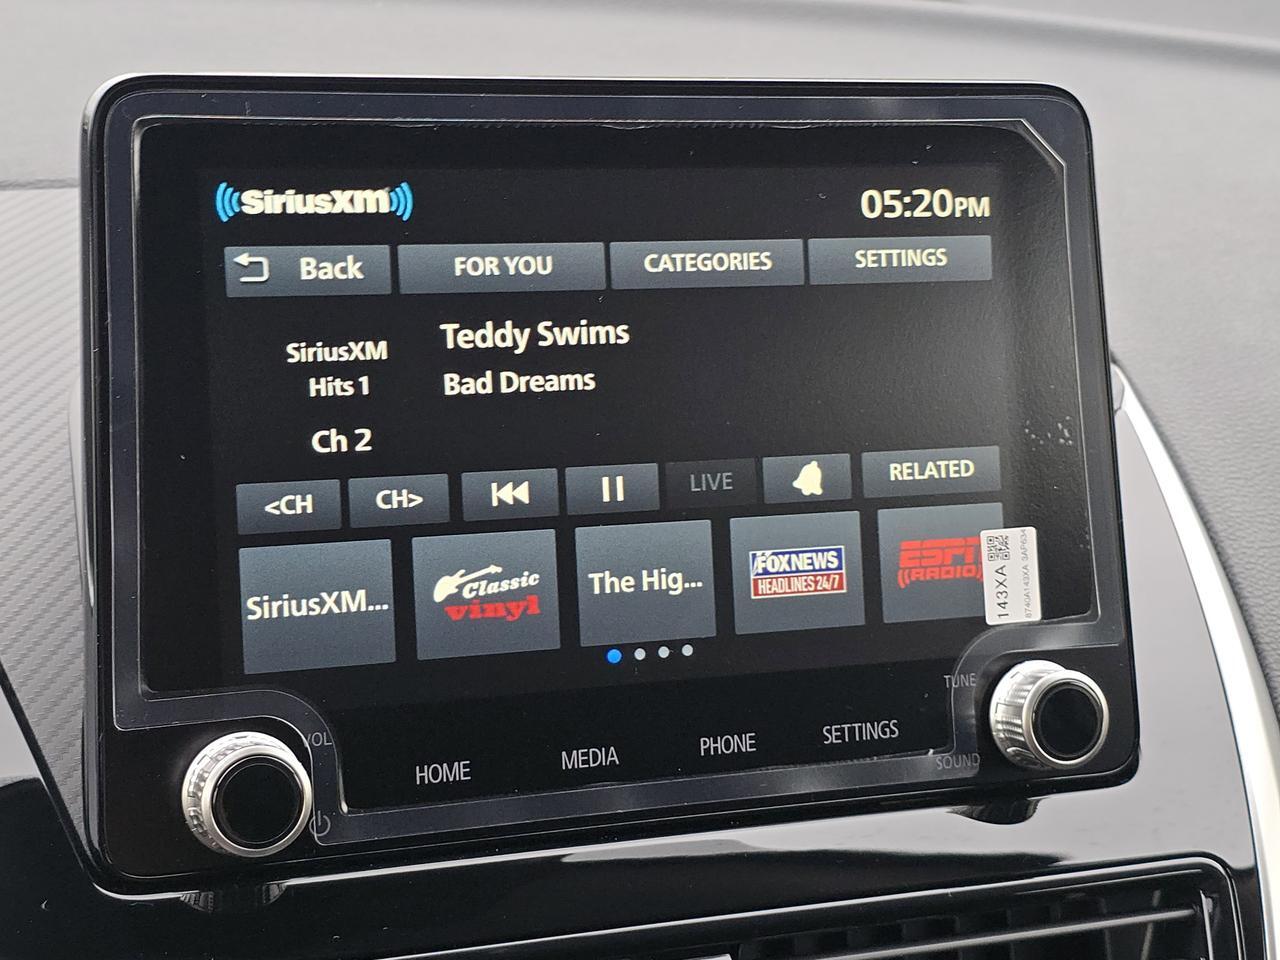 SiriusXM
05:20PM
Back
FOR YOU
CATEGORIES
SETTINGS
SiriusXM
Hits 1
Ch 2
Teddy Swims
Bad Dreams
<CH
CH>
LIVE
RELATED
SiriusXM...
Classic
vinyl
The Hig...
FOX NEWS
HEADLINES 24/7
ESPN
RADIO
143XA
8740A143XA 3AP634
VOL
TUNE
SOUND
HOME
MEDIA
PHONE
SETTINGS